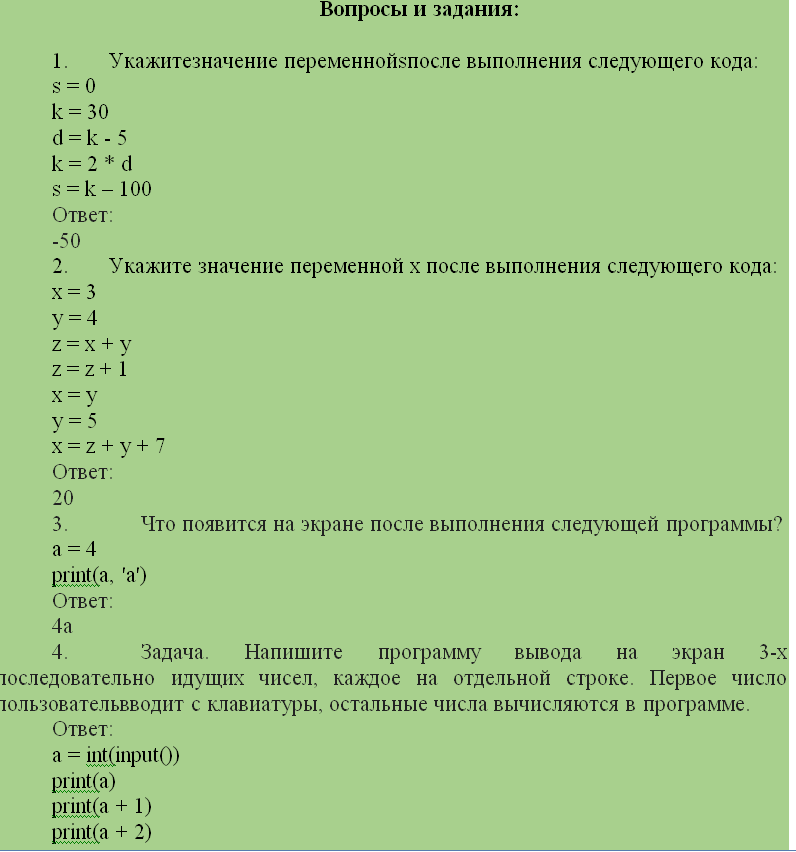 Вопросы и задания:
1. Укажитезначение переменнойsпосле выполнения следующего кода:
s = 0
k = 30
d = k - 5
k = 2 * d
s = k – 100
Ответ:
-50
2. Укажите значение переменной x после выполнения следующего кода:
x = 3
y = 4
z = x + y
z = z + 1
x = y
y = 5
x = z + y + 7
Ответ:
20
3. Что появится на экране после выполнения следующей программы?
a = 4
print(a, 'a')
Ответ:
4a
4. Задача. Напишите программу вывода на экран 3-х
последовательно идущих чисел, каждое на отдельной строке. Первое число
пользовательвводит с клавиатуры, остальные числа вычисляются в программе.
Ответ:
a = int(input())
print(a)
print(a + 1)
print(a + 2)